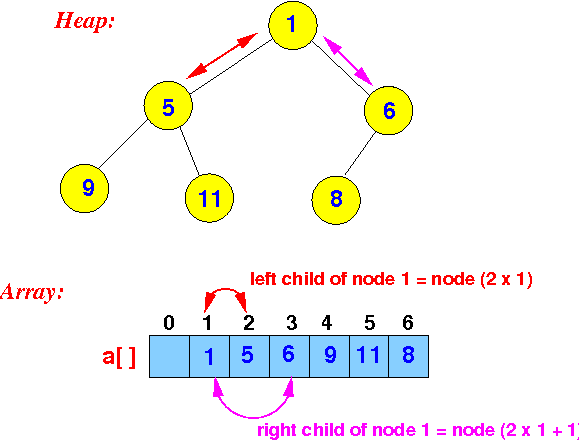 Heap:
1
5
6
9
11
8
Array:
left child of node 1 = node (2 x 1)
0 1 2 3 4 5 6
a[ ] 1 5 6 9 11 8
right child of node 1 = node (2 x 1 + 1)